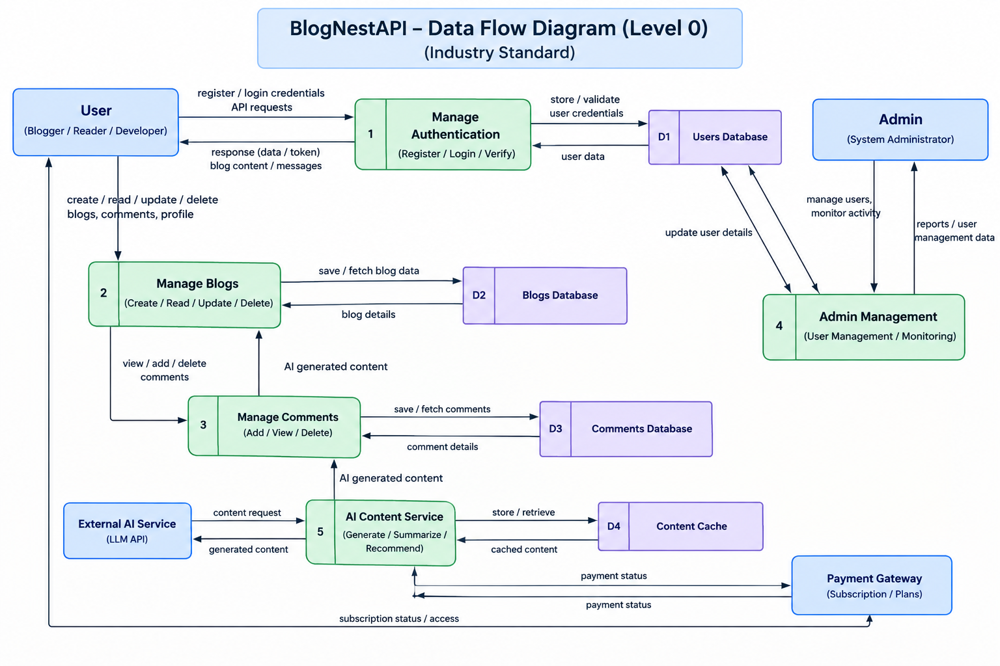 BlogNestAPI – Data Flow Diagram (Level 0)
(Industry Standard)
User
(Blogger / Reader / Developer)
register / login credentials
API requests
response (data / token)
blog content / messages
1
Manage
Authentication
(Register / Login / Verify)
store / validate
user credentials
user data
D1
Users Database
Admin
(System Administrator)
create / read / update / delete
blogs, comments, profile
manage users,
monitor activity
reports / user
management data
update user details
2
Manage Blogs
(Create / Read / Update / Delete)
save / fetch blog data
blog details
D2
Blogs Database
4
Admin Management
(User Management / Monitoring)
view / add / delete
comments
AI generated content
3
Manage Comments
(Add / View / Delete)
save / fetch comments
comment details
D3
Comments Database
AI generated content
External AI Service
(LLM API)
content request
generated content
5
AI Content Service
(Generate / Summarize /
Recommend)
store / retrieve
cached content
D4
Content Cache
payment status
payment status
Payment Gateway
(Subscription / Plans)
subscription status / access